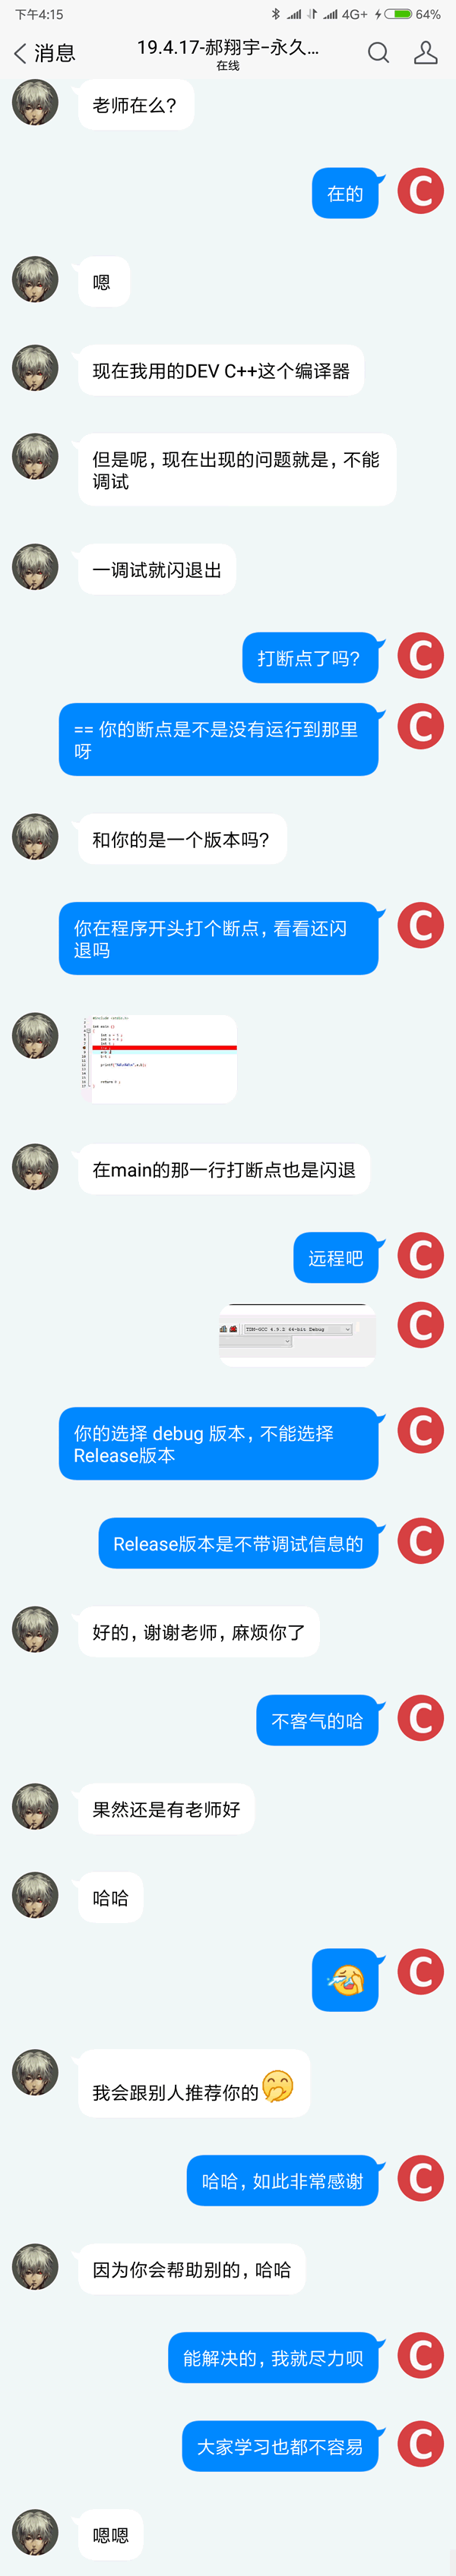 下午4:15
4G+
64%
消息
19.4.17-郝翔宇-永久...
在线
老师在么?
在的
嗯
现在我用的DEV C++这个编译器
但是呢, 现在出现的问题就是, 不能
调试
一调试就闪退出
打断点了吗?
== 你的断点是不是没有运行到那里
呀
和你的是一个版本吗?
你在程序开头打个断点, 看看还闪
退吗
在main的那一行打断点也是闪退
远程吧
TDM-GCC 4.9.2 64-bit Debug
你的选择 debug 版本, 不能选择
Release版本
Release版本是不带调试信息的
好的, 谢谢老师, 麻烦你了
不客气的哈
果然还是有老师好
哈哈
我会跟别人推荐你的
哈哈, 如此非常感谢
因为你会帮助别的, 哈哈
能解决的, 我就尽力呗
大家学习也都不容易
嗯嗯